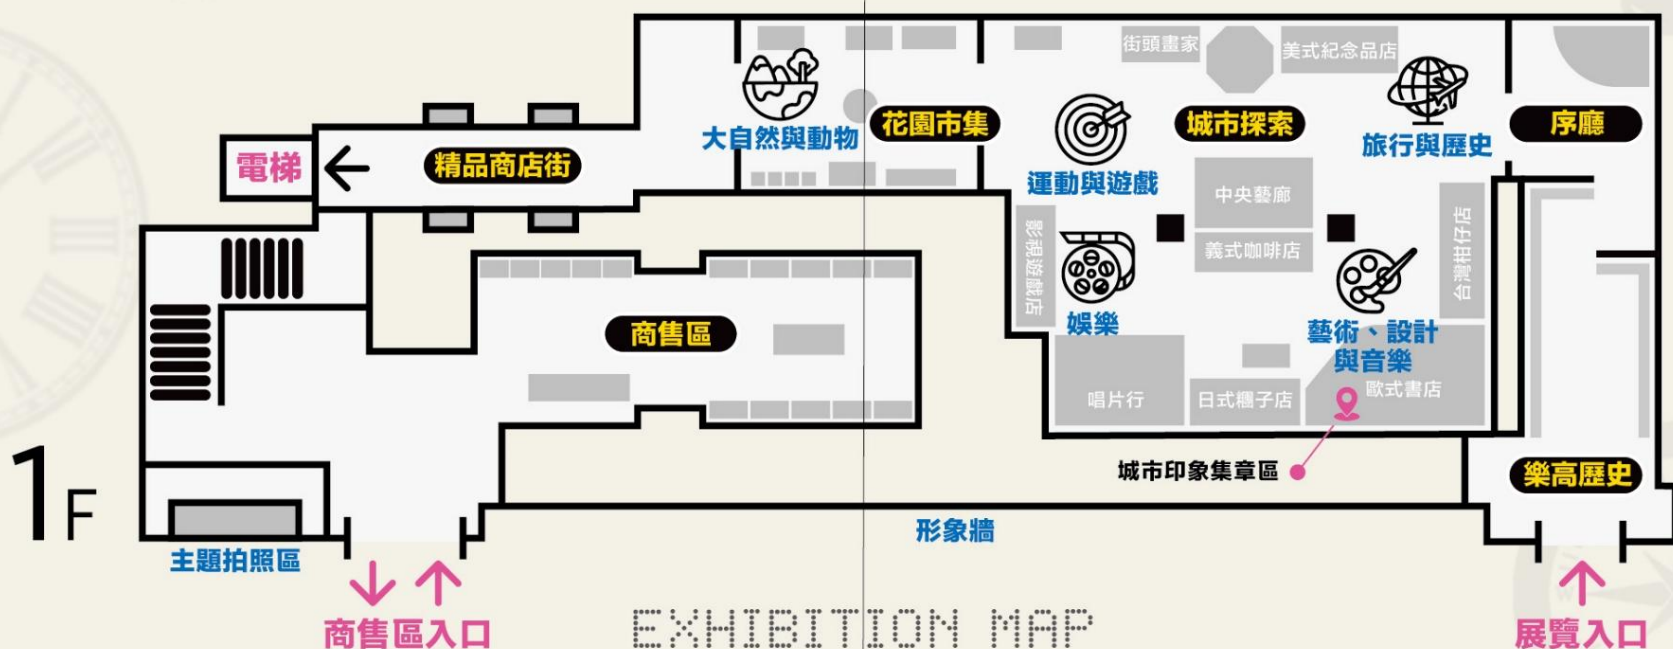 街頭畫家
美式紀念品店
大自然與動物
花園市集
城市探索
序廳
旅行與歷史
電梯
精品商店街
運動與遊戲
中央藝廊
影視遊戲店
義式咖啡店
台灣柑仔店
娛樂
商售區
藝術、設計
與音樂
唱片行
日式櫃子店
歐式書店
城市印象集章區
樂高歷史
1F
形象牆
主題拍照區
商售區入口
EXHIBITION MAP
展覽入口